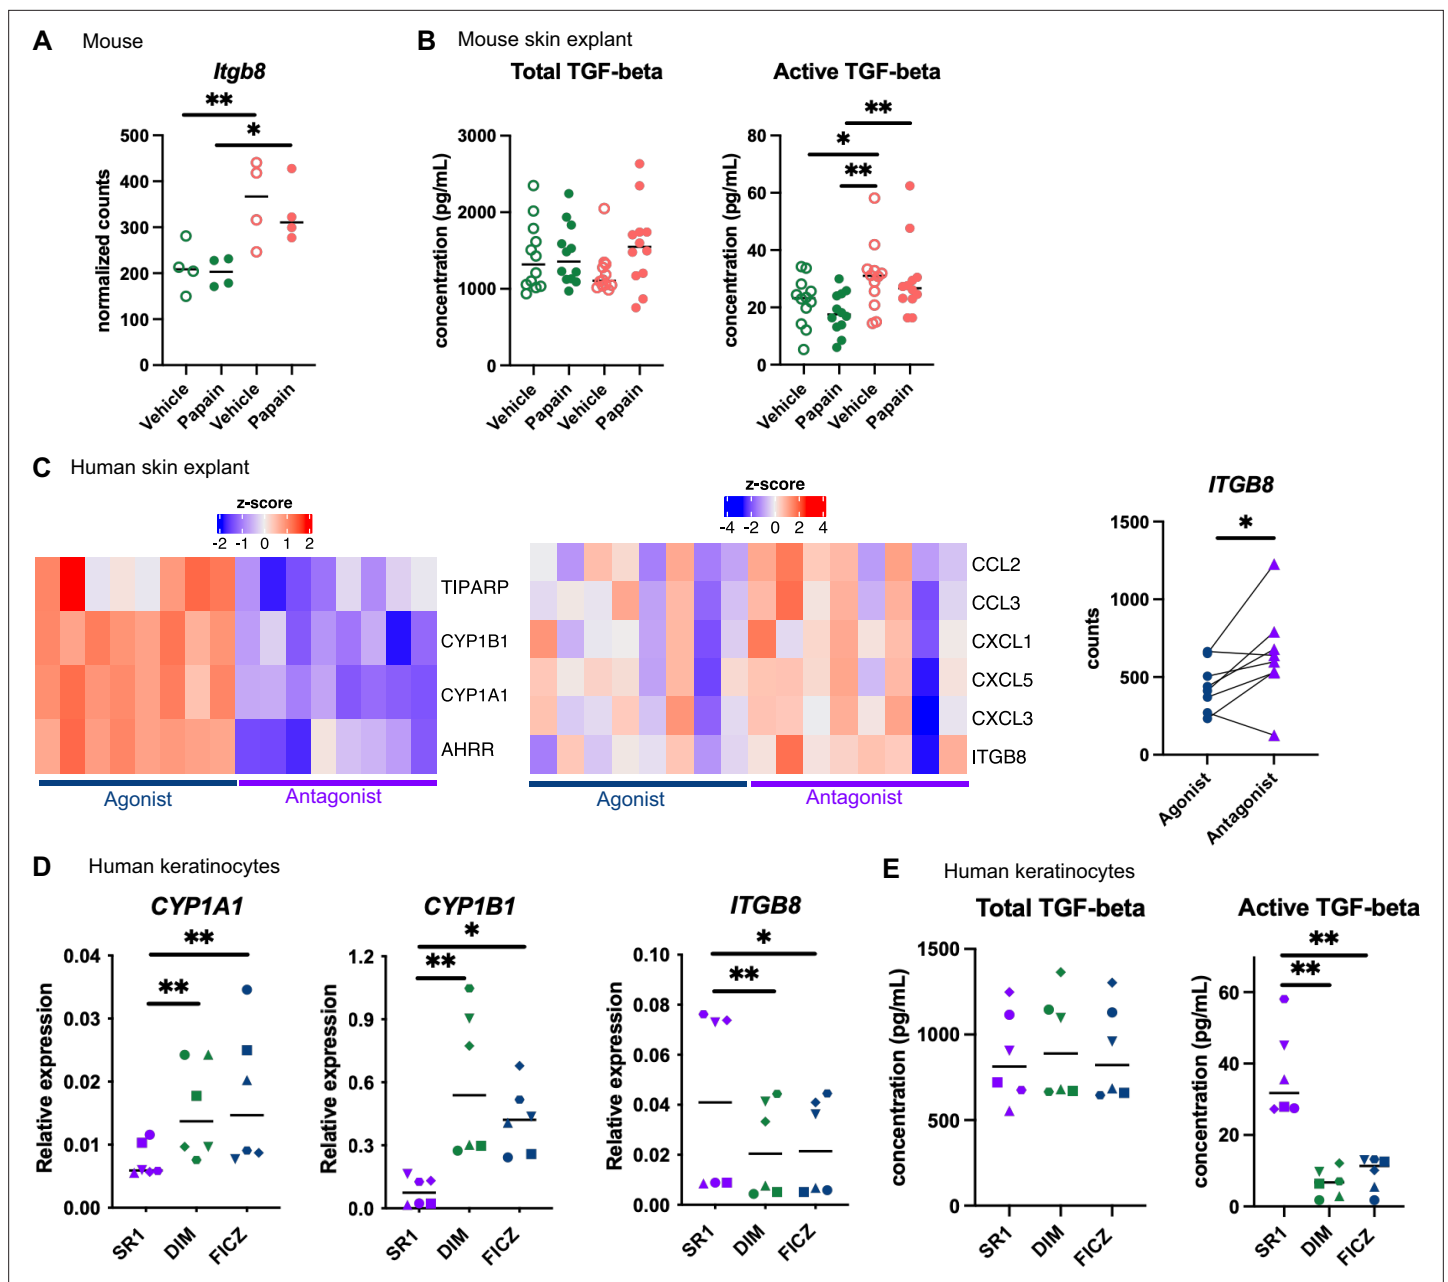 A Mouse
Itgb8
** 
*
normalized counts
500
400
300
200
100
0
Vehicle
Papain
Vehicle
Papain
B Mouse skin explant
Total TGF-beta
concentration (pg/mL)
3000
2000
1000
0
Vehicle
Papain
Vehicle
Papain
Active TGF-beta
**
*
**
concentration (pg/mL)
80
60
40
20
0
Vehicle
Papain
Vehicle
Papain
C Human skin explant
z-score
-2 -1 0 1 2
TIPARP
CYP1B1
CYP1A1
AHRR
Agonist Antagonist
z-score
-4 -2 0 2 4
CCL2
CCL3
CXCL1
CXCL5
CXCL3
ITGB8
Agonist Antagonist
ITGB8
*
counts
1500
1000
500
0
Agonist
Antagonist
D Human keratinocytes
CYP1A1
**
**
Relative expression
0.04
0.03
0.02
0.01
0.00
SR1
DIM
FICZ
CYP1B1
*
**
Relative expression
1.2
0.9
0.6
0.3
0.0
SR1
DIM
FICZ
ITGB8
*
**
Relative expression
0.10
0.08
0.06
0.04
0.02
0.00
SR1
DIM
FICZ
E Human keratinocytes
Total TGF-beta
concentration (pg/mL)
1500
1000
500
0
SR1
DIM
FICZ
Active TGF-beta
**
**
concentration (pg/mL)
60
40
20
0
SR1
DIM
FICZ